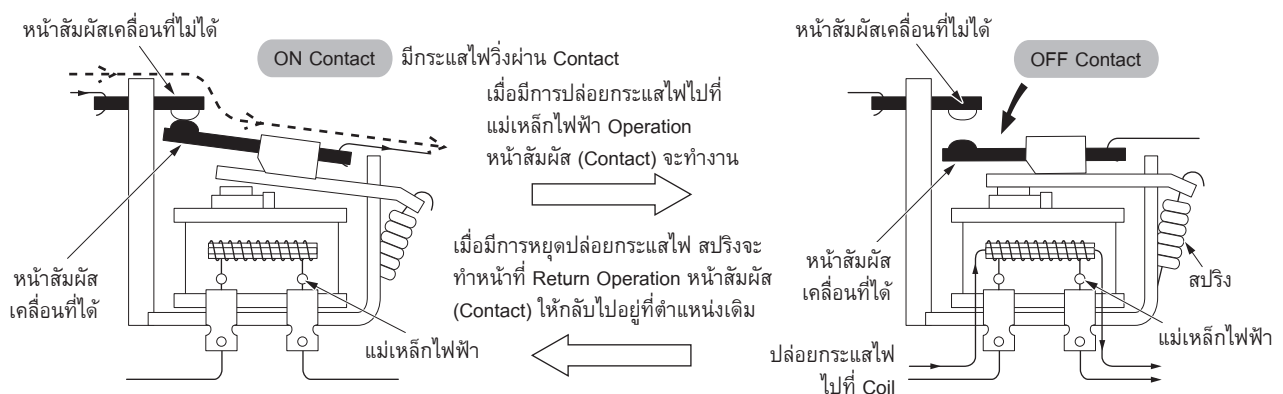 หน้าสัมผัสเคลื่อนที่ไม่ได้
ON Contact มีกระแสไฟวิ่งผ่าน Contact
เมื่อมีการปล่อยกระแสไฟไปที่
แม่เหล็กไฟฟ้า Operation
หน้าสัมผัส (Contact) จะทำงาน
เมื่อมีการหยุดปล่อยกระแสไฟ สปริงจะ
ทำหน้าที่ Return Operation หน้าสัมผัส
(Contact) ให้กลับไปอยู่ที่ตำแหน่งเดิม
หน้าสัมผัส
เคลื่อนที่ได้
แม่เหล็กไฟฟ้า
หน้าสัมผัสเคลื่อนที่ไม่ได้
OFF Contact
หน้าสัมผัส
เคลื่อนที่ได้
สปริง
แม่เหล็กไฟฟ้า
ปล่อยกระแสไฟ
ไปที่ Coil